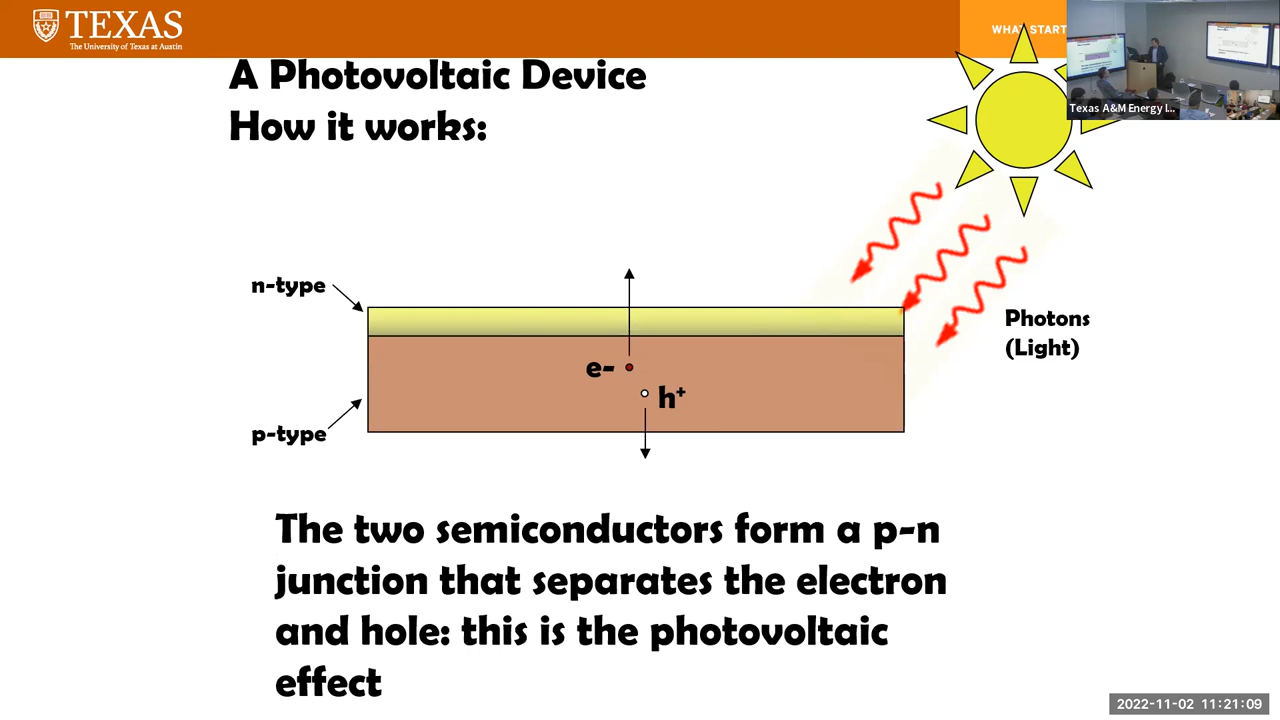 TEXAS
The University of Texas at Austin
WHAT START
Texas A&M Energy I...
A Photovoltaic Device
How it works:
n-type
e-
h+
p-type
Photons
(Light)
The two semiconductors form a p-n
junction that separates the electron
and hole: this is the photovoltaic
effect
2022-11-02 11:21:09